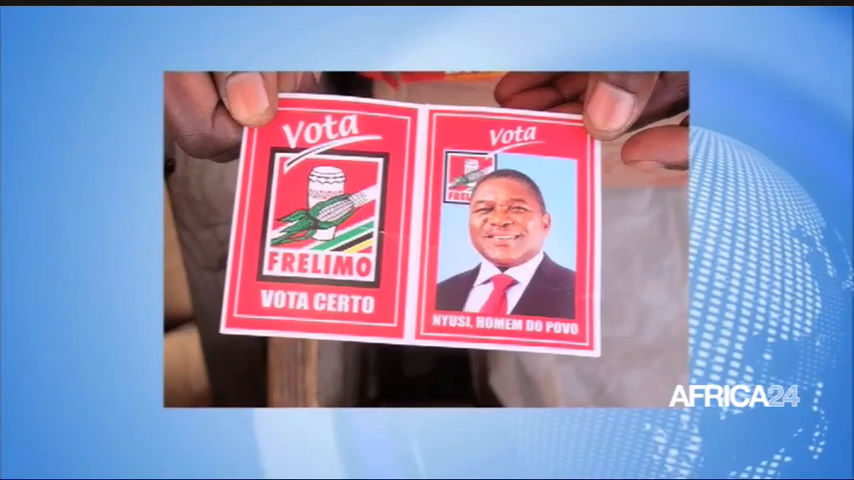 Vota
FRELIMO
VOTA CERTO
Vota
NYUSI, HOMEM DO POVO
AFRICA24